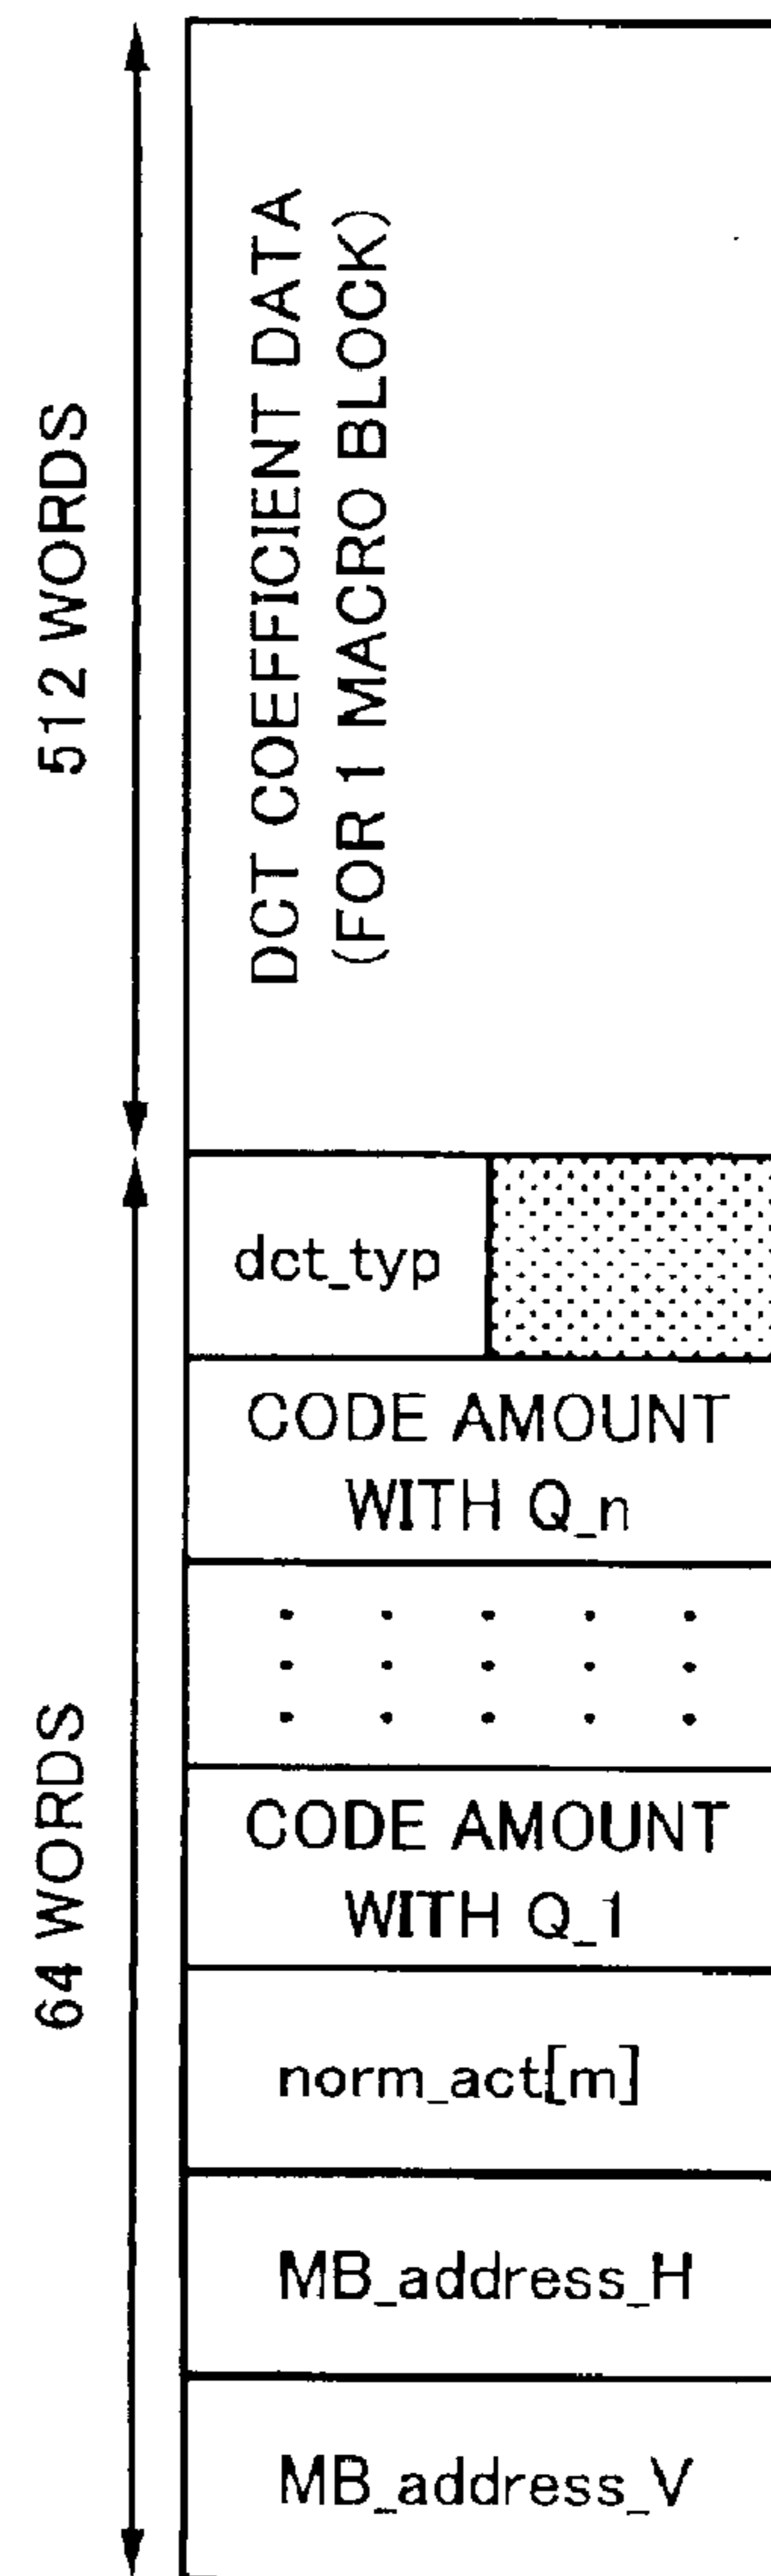 512 WORDS
DCT COEFFICIENT DATA
(FOR 1 MACRO BLOCK)
64 WORDS
dct_typ
CODE AMOUNT
WITH Q_n
CODE AMOUNT
WITH Q_1
norm_act[m]
MB_address_H
MB_address_V